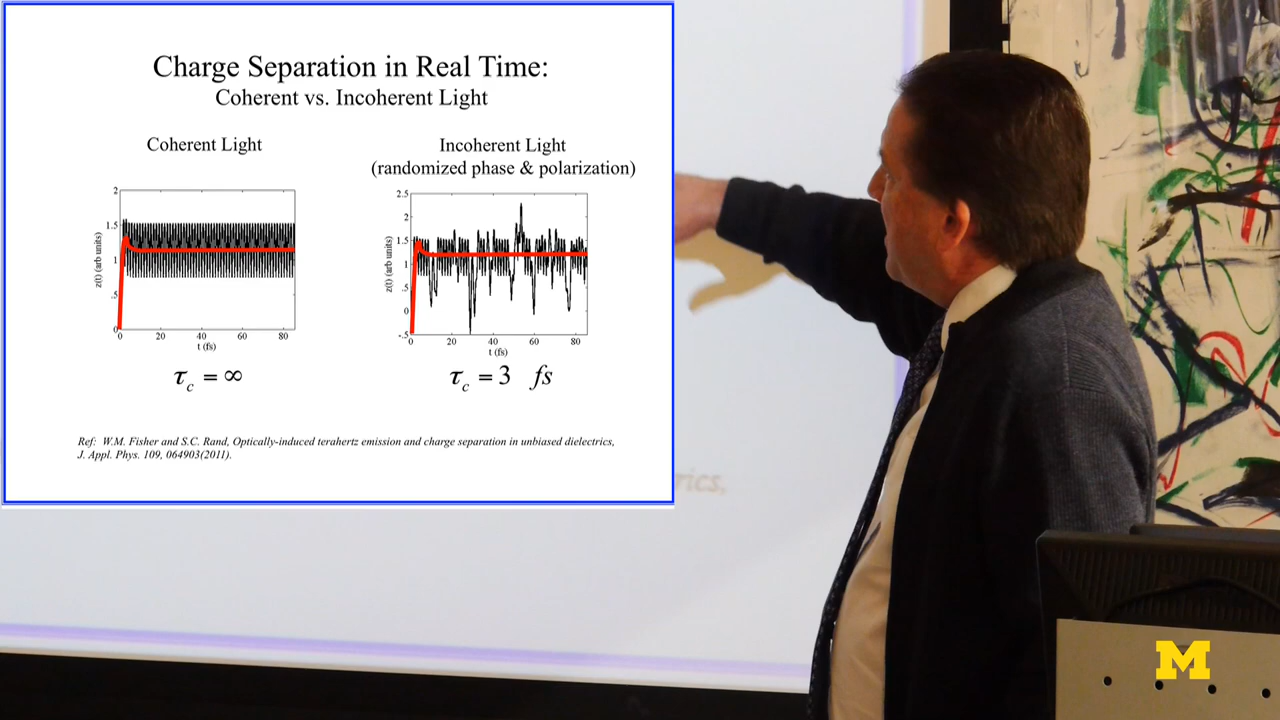 Charge Separation in Real Time:
Coherent vs. Incoherent Light
Coherent Light
Incoherent Light
(randomized phase & polarization)
2
1.5
1
.5
0
z(t) (arb units)
0 20 40 60 80
t (fs)
2.5
2
1.5
1
.5
0
-.5
z(t) (arb units)
0 20 40 60 80
t (fs)
τc = ∞
τc = 3 fs
Ref: W.M. Fisher and S.C. Rand, Optically-induced terahertz emission and charge separation in unbiased dielectrics,
J. Appl. Phys. 109, 064903(2011).
rics,
M